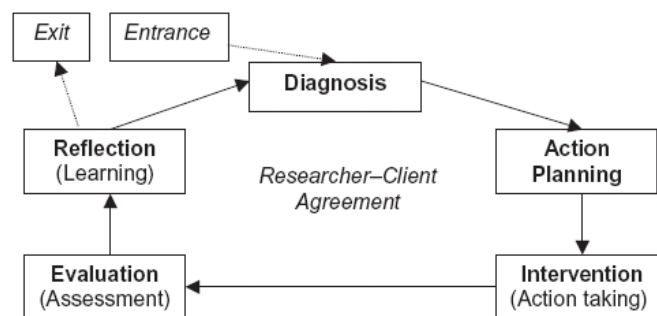 Exit
Entrance
Diagnosis
Action
Planning
Intervention
(Action taking)
Evaluation
(Assessment)
Reflection
(Learning)
Researcher–Client
Agreement